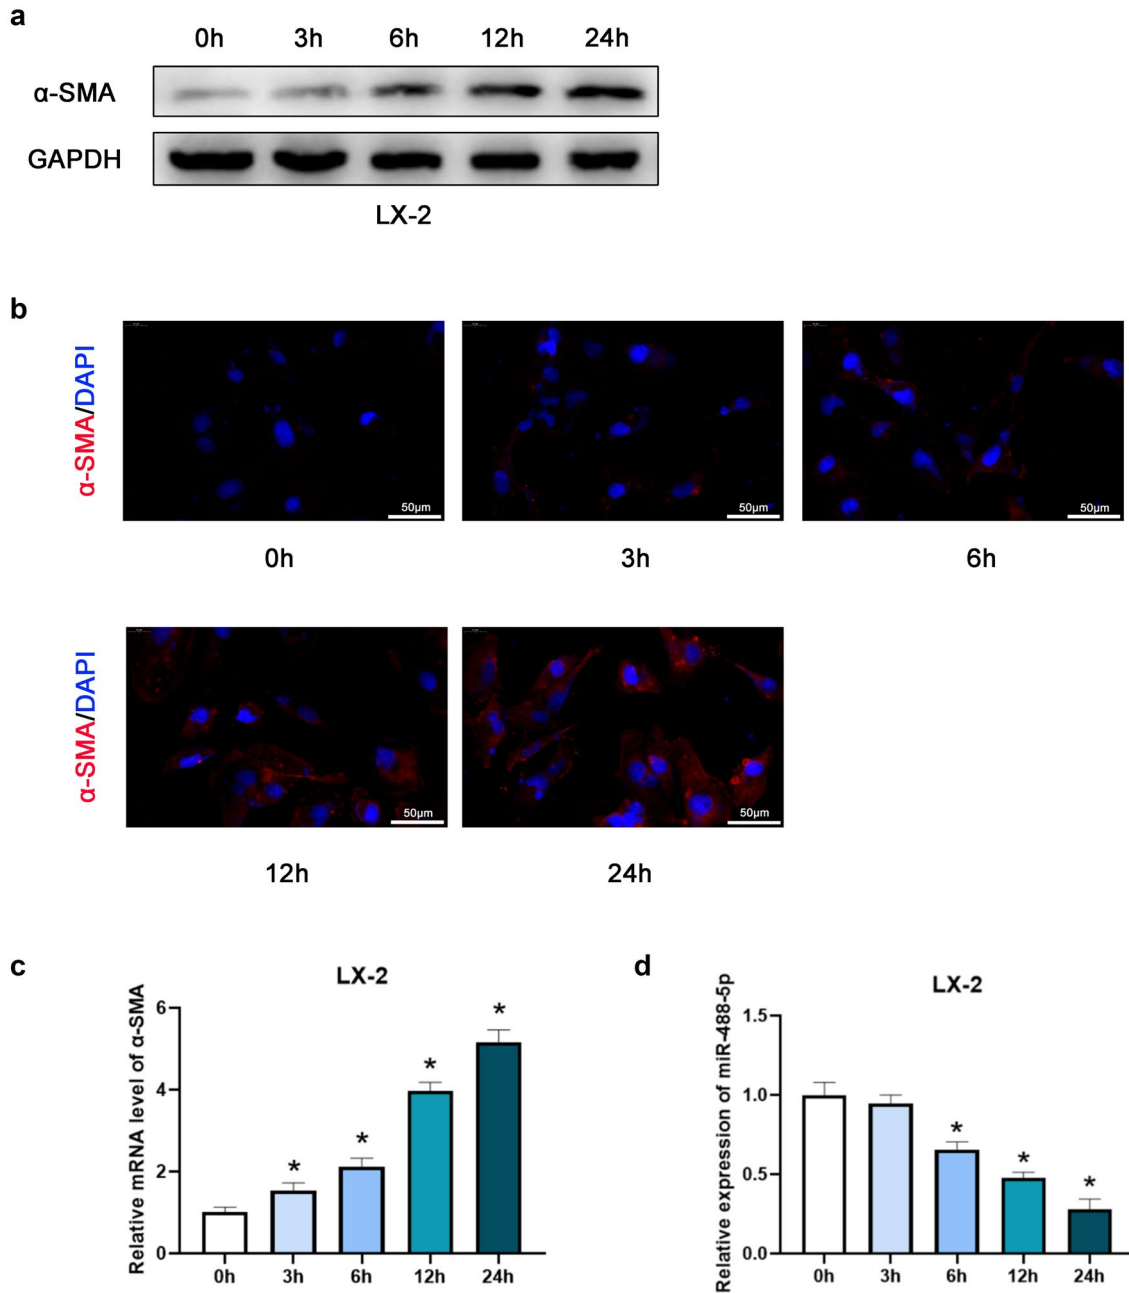 a
0h 3h 6h 12h 24h
α-SMA
GAPDH
LX-2
b
α-SMA/DAPI
50μm 50μm 50μm
0h 3h 6h
α-SMA/DAPI
50μm 50μm
12h 24h
c
LX-2
Relative mRNA level of α-SMA
6
4
2
0
* * * *
0h 3h 6h 12h 24h
d
LX-2
Relative expression of miR-488-5p
1.5
1.0
0.5
0.0
* * *
0h 3h 6h 12h 24h